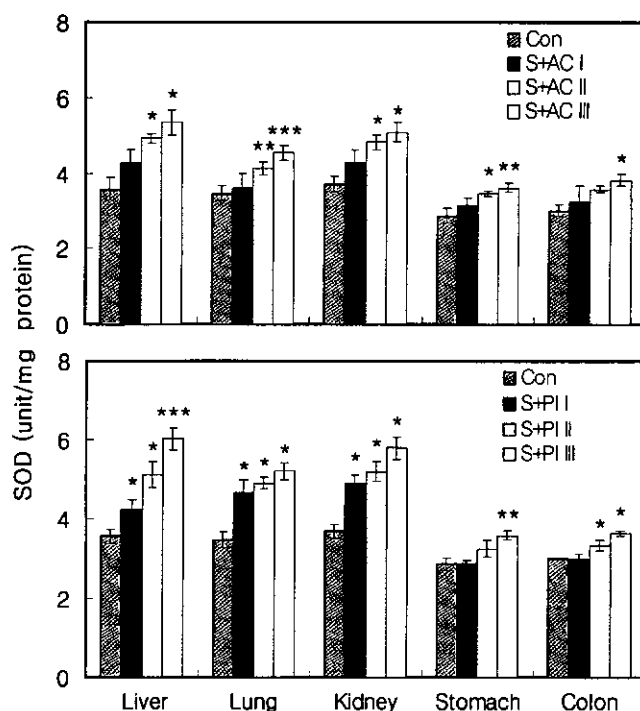 8
6
4
2
0
Con
S+AC I
S+AC II
S+AC III
* *
** ***
* *
* **
*
SOD (unit/mg protein)
8
6
4
2
0
Con
S+PI I
S+PI II
S+PI III
* * ***
* * *
* * *
**
* *
Liver Lung Kidney Stomach Colon